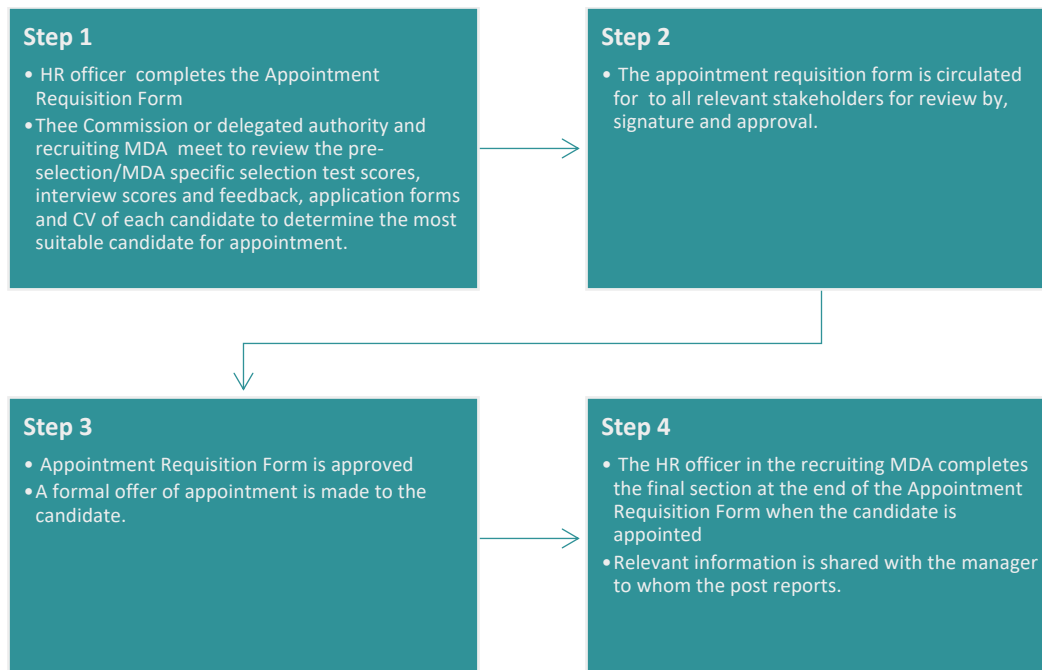 Step 1
• HR officer completes the Appointment
Requisition Form
•Thee Commission or delegated authority and
recruiting MDA meet to review the pre-
selection/MDA specific selection test scores,
interview scores and feedback, application forms
and CV of each candidate to determine the most
suitable candidate for appointment.
Step 2
• The appointment requisition form is circulated
for to all relevant stakeholders for review by,
signature and approval.
Step 3
• Appointment Requisition Form is approved
•A formal offer of appointment is made to the
candidate.
Step 4
• The HR officer in the recruiting MDA completes
the final section at the end of the Appointment
Requisition Form when the candidate is
appointed
•Relevant information is shared with the manager
to whom the post reports.